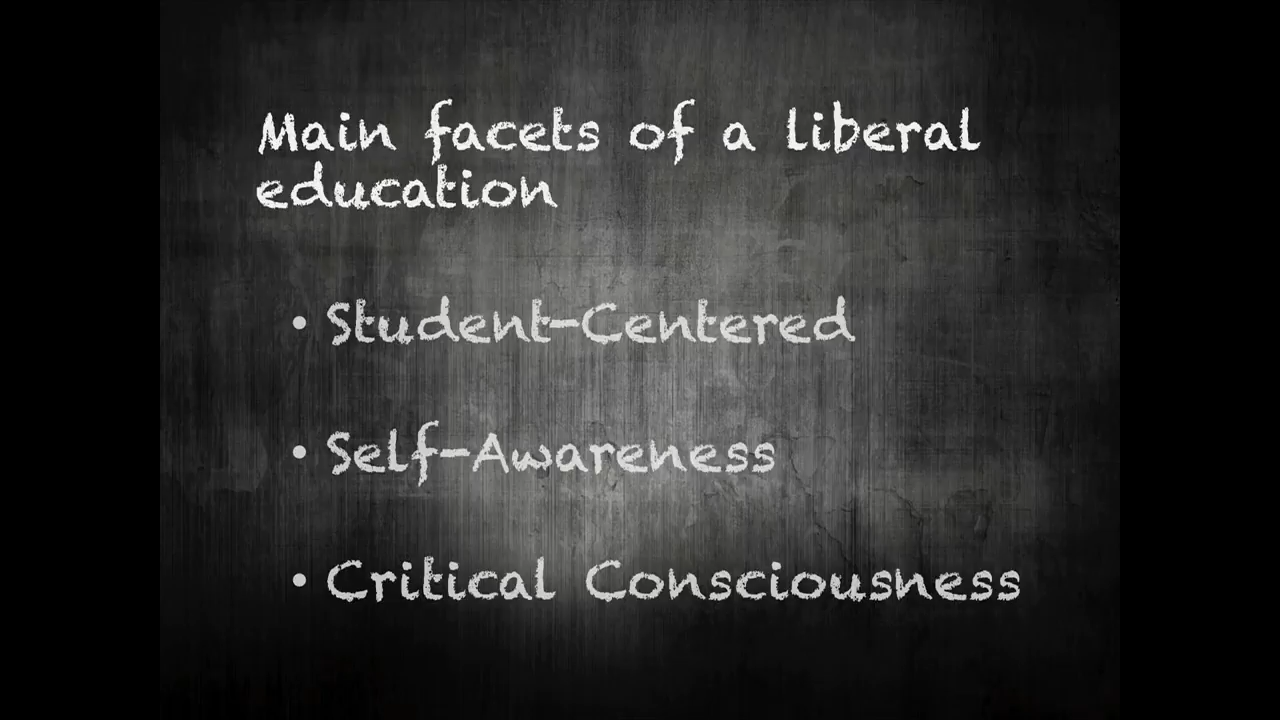 Main facets of a liberal
education
• Student-Centered
• Self-Awareness
• Critical Consciousness